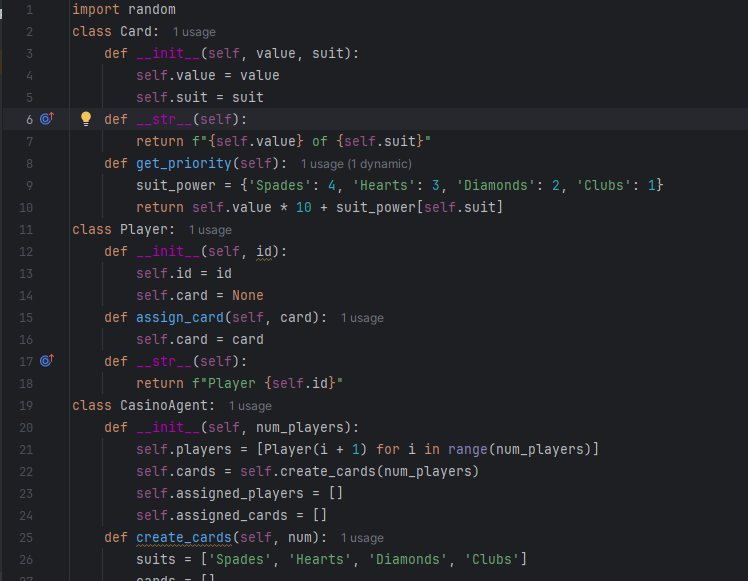 1 import random
2 class Card: 1 usage
3     def __init__(self, value, suit):
4         self.value = value
5         self.suit = suit
6     def __str__(self):
7         return f"{self.value} of {self.suit}"
8     def get_priority(self): 1 usage (1 dynamic)
9         suit_power = {'Spades': 4, 'Hearts': 3, 'Diamonds': 2, 'Clubs': 1}
10         return self.value * 10 + suit_power[self.suit]
11 class Player: 1 usage
12     def __init__(self, id):
13         self.id = id
14         self.card = None
15     def assign_card(self, card): 1 usage
16         self.card = card
17     def __str__(self):
18         return f"Player {self.id}"
19 class CasinoAgent: 1 usage
20     def __init__(self, num_players):
21         self.players = [Player(i + 1) for i in range(num_players)]
22         self.cards = self.create_cards(num_players)
23         self.assigned_players = []
24         self.assigned_cards = []
25     def create_cards(self, num): 1 usage
26         suits = ['Spades', 'Hearts', 'Diamonds', 'Clubs']
27         cards = []